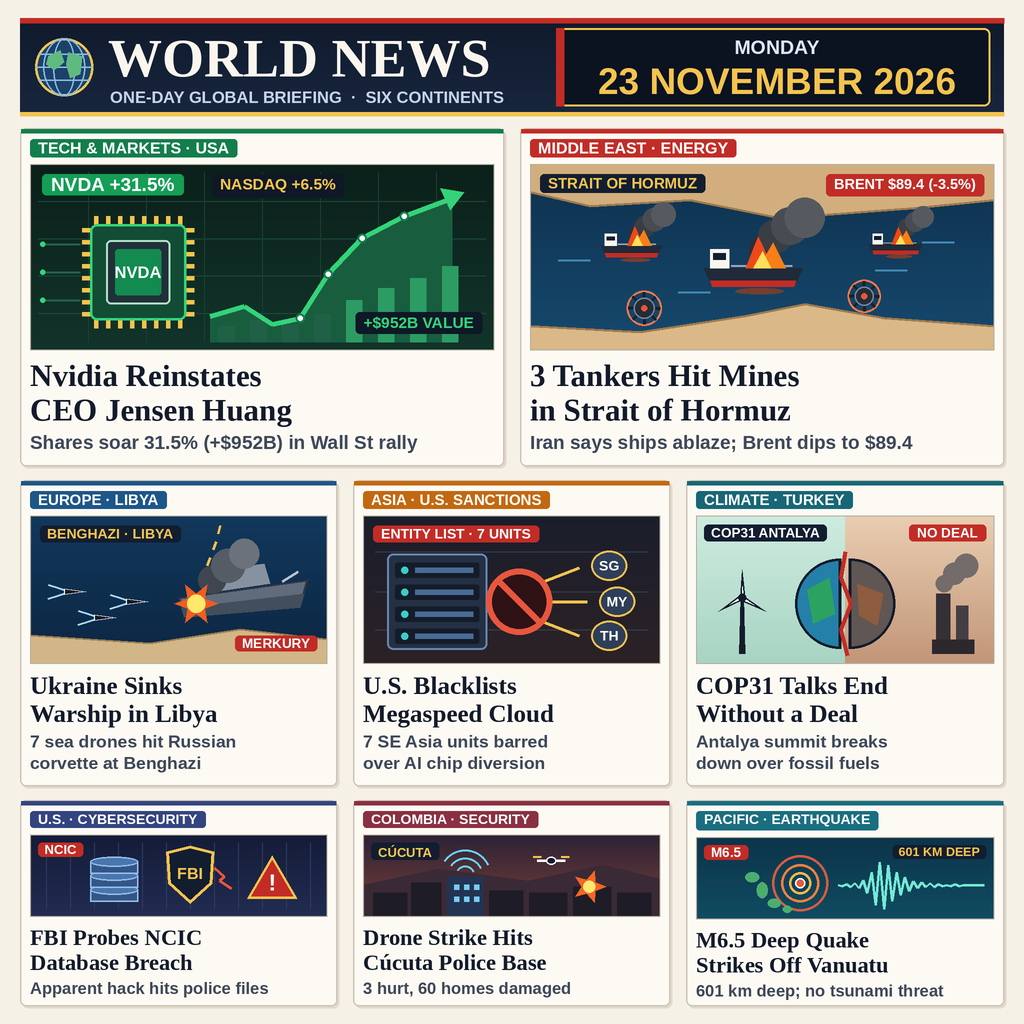 WORLD NEWS
ONE-DAY GLOBAL BRIEFING · SIX CONTINENTS
MONDAY
23 NOVEMBER 2026
TECH & MARKETS · USA
NVDA +31.5%
NASDAQ +6.5%
NVDA
+$952B VALUE
Nvidia Reinstates
CEO Jensen Huang
Shares soar 31.5% (+$952B) in Wall St rally
MIDDLE EAST · ENERGY
STRAIT OF HORMUZ
BRENT $89.4 (-3.5%)
3 Tankers Hit Mines
in Strait of Hormuz
Iran says ships ablaze; Brent dips to $89.4
EUROPE · LIBYA
BENGHAZI · LIBYA
MERKURY
Ukraine Sinks
Warship in Libya
7 sea drones hit Russian
corvette at Benghazi
ASIA · U.S. SANCTIONS
ENTITY LIST · 7 UNITS
SG
MY
TH
U.S. Blacklists
Megaspeed Cloud
7 SE Asia units barred
over AI chip diversion
CLIMATE · TURKEY
COP31 ANTALYA
NO DEAL
COP31 Talks End
Without a Deal
Antalya summit breaks
down over fossil fuels
U.S. · CYBERSECURITY
NCIC
FBI
!
FBI Probes NCIC
Database Breach
Apparent hack hits police files
COLOMBIA · SECURITY
CÚCUTA
Drone Strike Hits
Cúcuta Police Base
3 hurt, 60 homes damaged
PACIFIC · EARTHQUAKE
M6.5
601 KM DEEP
M6.5 Deep Quake
Strikes Off Vanuatu
601 km deep; no tsunami threat